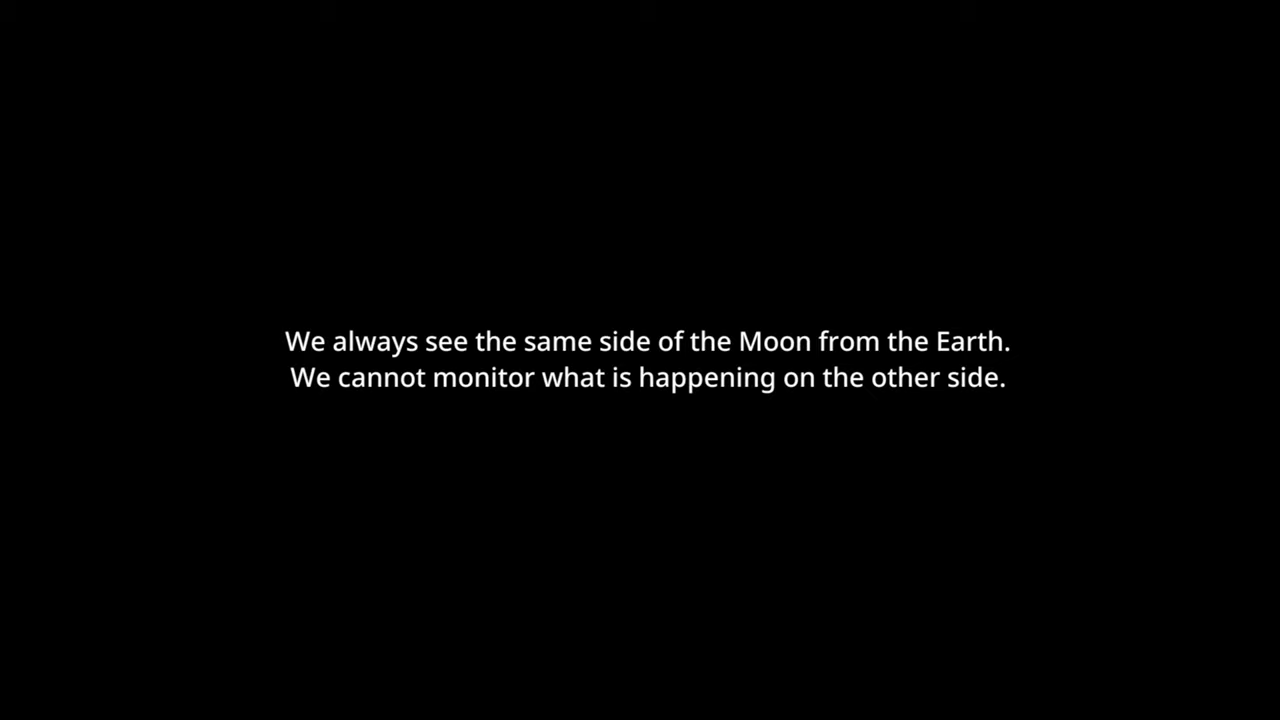 We always see the same side of the Moon from the Earth.
We cannot monitor what is happening on the other side.